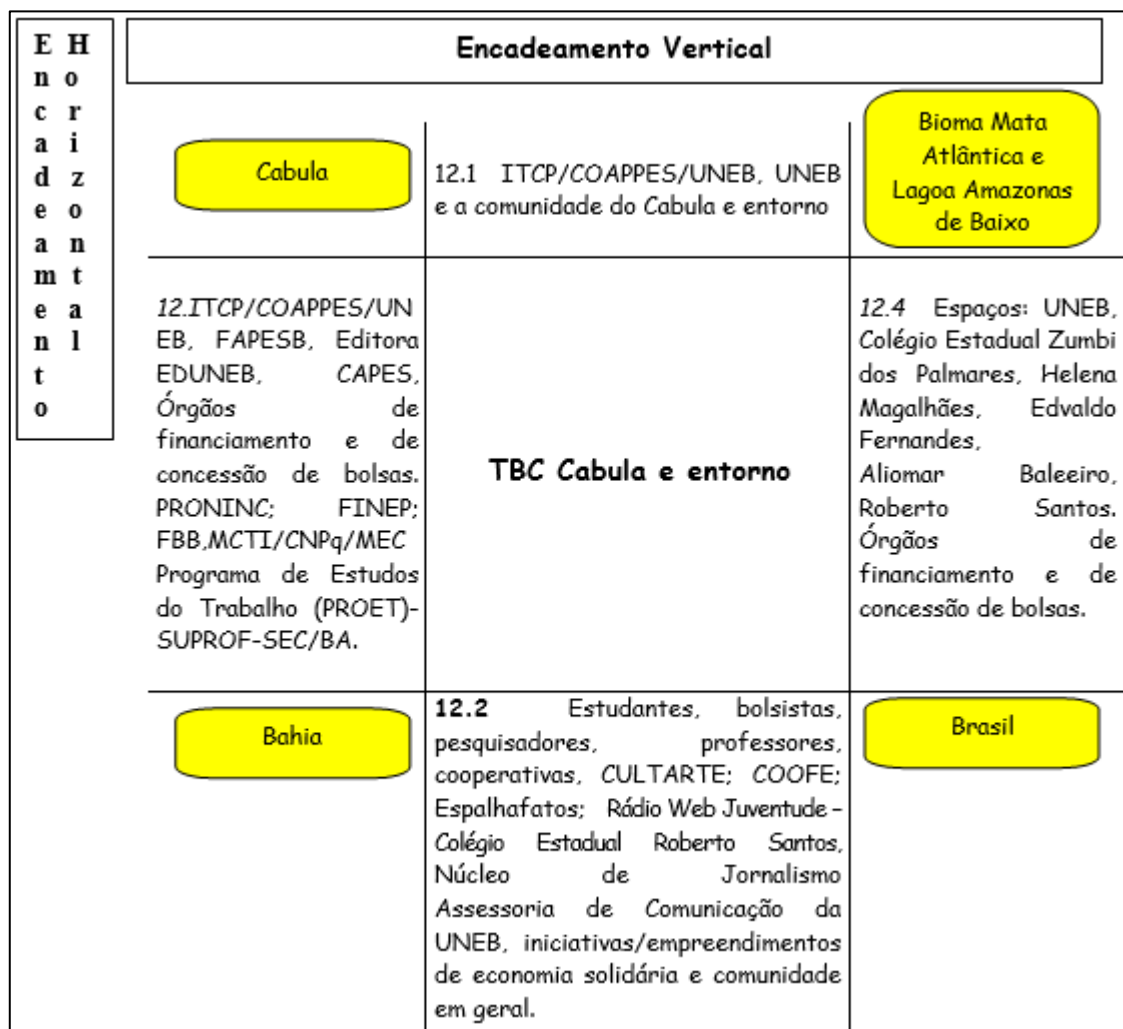 Encadeamento Horizontal
Encadeamento Vertical
Cabula
12.1 ITCP/COAPPES/UNEB, UNEB
e a comunidade do Cabula e entorno
Bioma Mata
Atlântica e
Lagoa Amazonas
de Baixo
12.ITCP/COAPPES/UN
EB, FAPESB, Editora
EDUNEB, CAPES,
Órgãos de
financiamento e de
concessão de bolsas.
PRONINC; FINEP;
FBB,MCTI/CNPq/MEC
Programa de Estudos
do Trabalho (PROET)-
SUPROF-SEC/BA.
TBC Cabula e entorno
12.4 Espaços: UNEB,
Colégio Estadual Zumbi
dos Palmares, Helena
Magalhães, Edvaldo
Fernandes,
Aliomar Baleeiro,
Roberto Santos.
Órgãos de
financiamento e de
concessão de bolsas.
Bahia
12.2 Estudantes, bolsistas,
pesquisadores, professores,
cooperativas, CULTARTE; COOFE;
Espalhafatos; Rádio Web Juventude –
Colégio Estadual Roberto Santos,
Núcleo de Jornalismo
Assessoria de Comunicação da
UNEB, iniciativas/empreendimentos
de economia solidária e comunidade
em geral.
Brasil